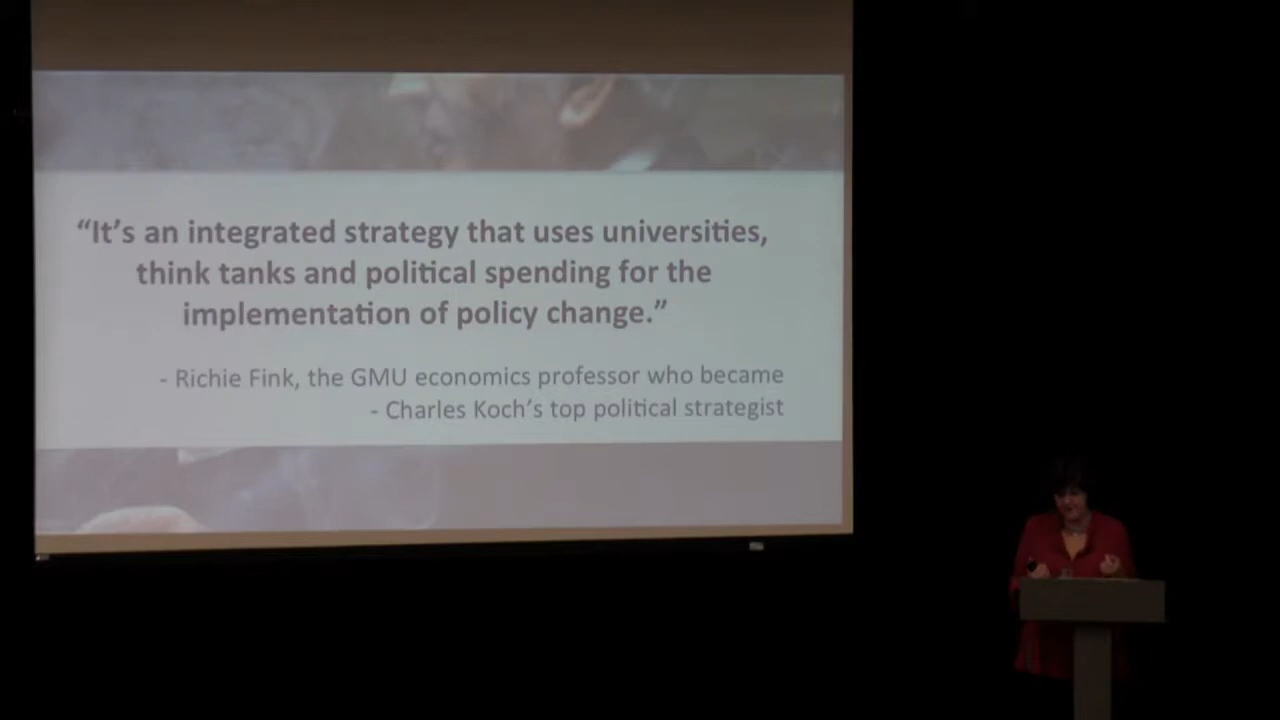 “It’s an integrated strategy that uses universities,
think tanks and political spending for the
implementation of policy change.”
- Richie Fink, the GMU economics professor who became
- Charles Koch’s top political strategist